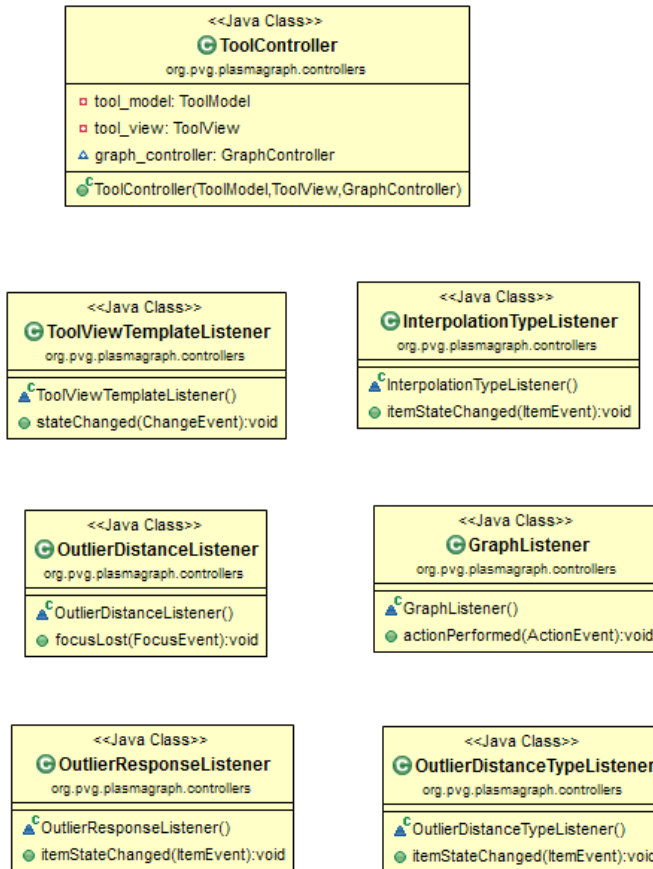 <<Java Class>>
ToolController
org.pvg.plasmagraph.controllers
tool_model: ToolModel
tool_view: ToolView
graph_controller: GraphController
ToolController(ToolModel,ToolView,GraphController)
<<Java Class>>
ToolViewTemplateListener
org.pvg.plasmagraph.controllers
ToolViewTemplateListener()
stateChanged(ChangeEvent):void
<<Java Class>>
InterpolationTypeListener
org.pvg.plasmagraph.controllers
InterpolationTypeListener()
itemStateChanged(ItemEvent):void
<<Java Class>>
OutlierDistanceListener
org.pvg.plasmagraph.controllers
OutlierDistanceListener()
focusLost(FocusEvent):void
<<Java Class>>
GraphListener
org.pvg.plasmagraph.controllers
GraphListener()
actionPerformed(ActionEvent):void
<<Java Class>>
OutlierResponseListener
org.pvg.plasmagraph.controllers
OutlierResponseListener()
itemStateChanged(ItemEvent):void
<<Java Class>>
OutlierDistanceTypeListener
org.pvg.plasmagraph.controllers
OutlierDistanceTypeListener()
itemStateChanged(ItemEvent):void